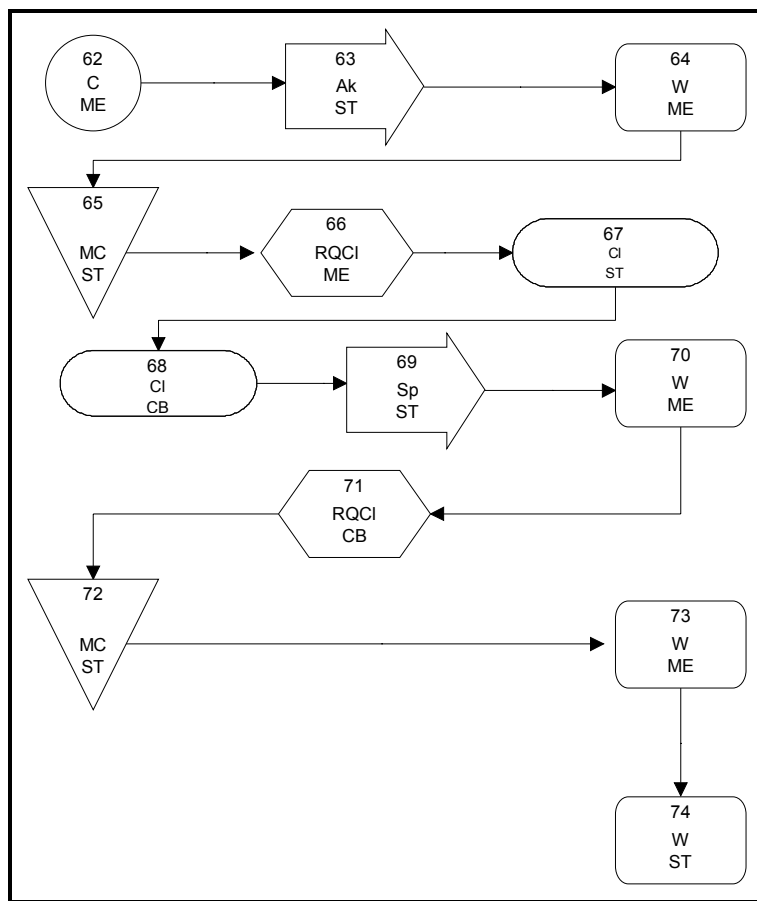 62
C
ME
63
Ak
ST
64
W
ME
65
MC
ST
66
RQCI
ME
67
CI
ST
68
CI
CB
69
Sp
ST
70
W
ME
71
RQCI
CB
72
MC
ST
73
W
ME
74
W
ST